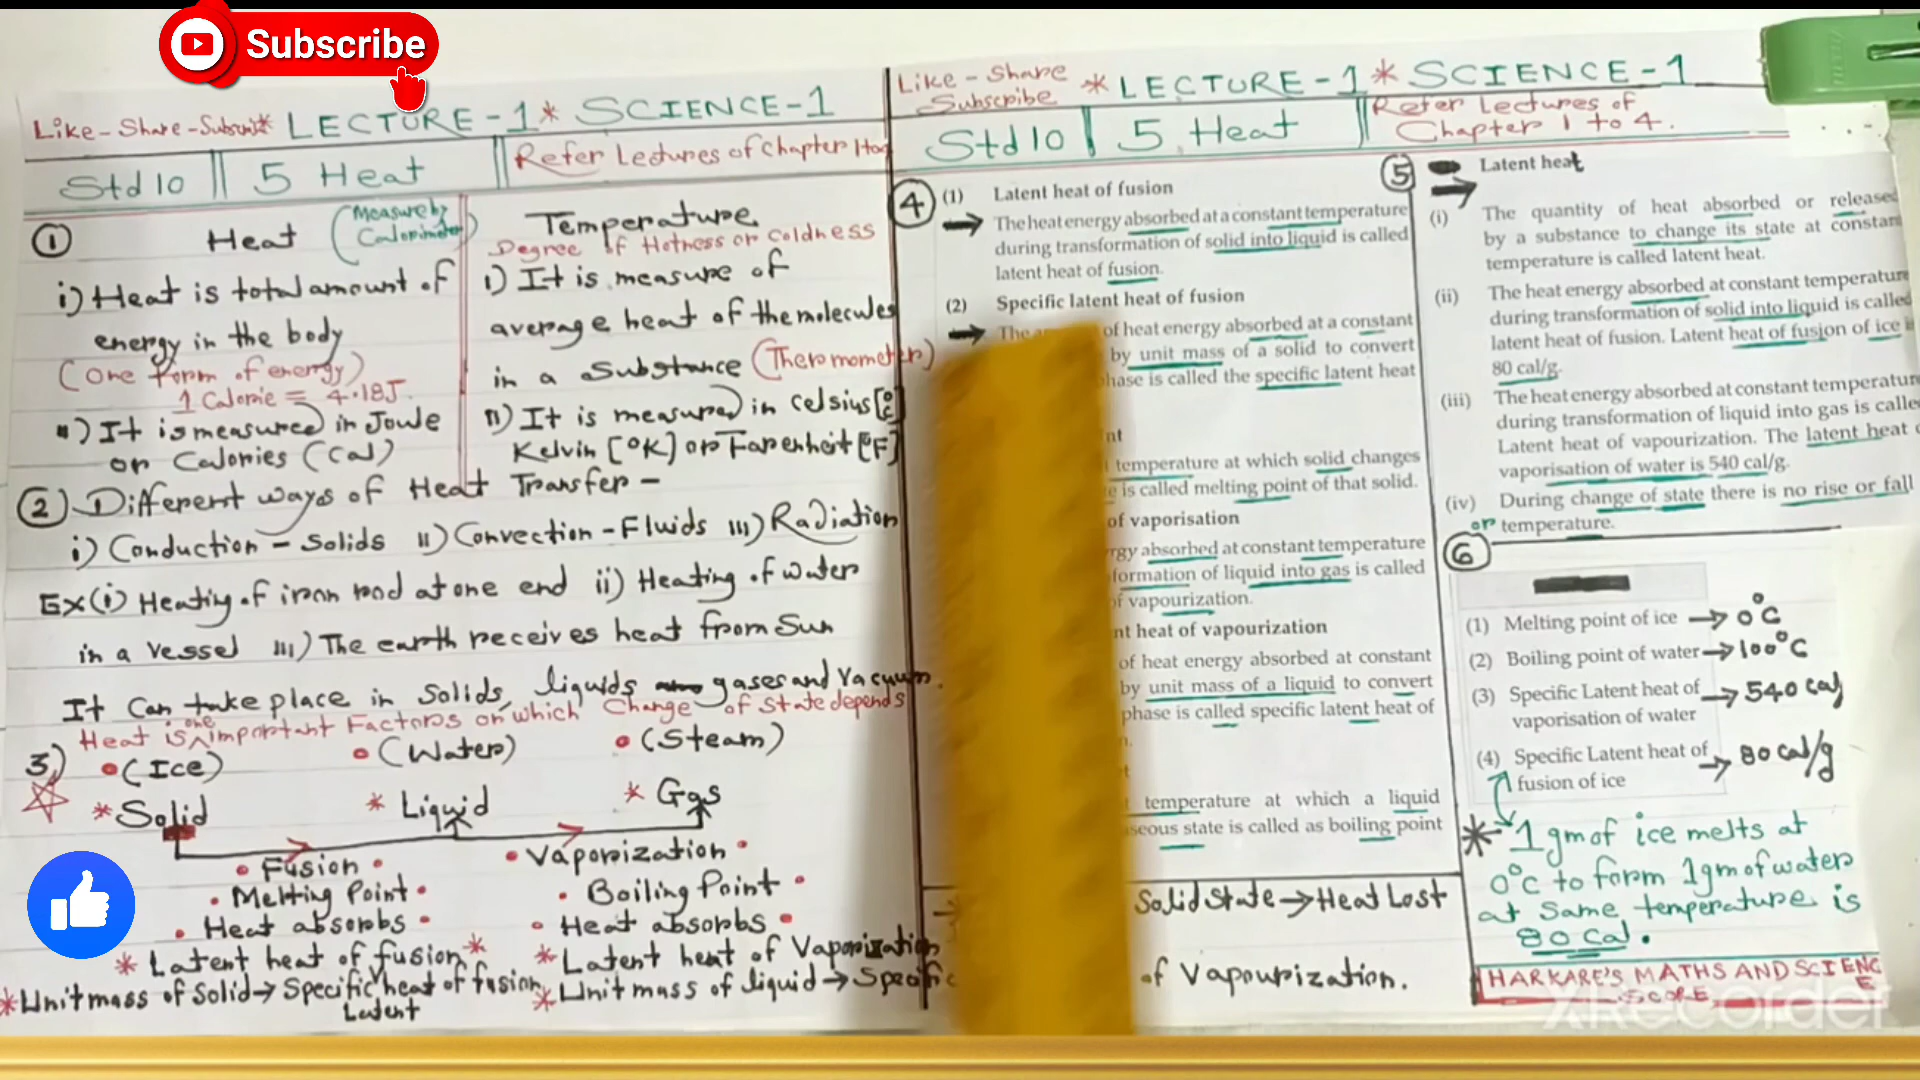 Subscribe
Like-Share-Subscribe * LECTURE-1 * SCIENCE-1
Std 10 || 5 Heat || Refer Lectures of Chapter 1 to
① Heat (Measure by Calorimeter)
i) Heat is total amount of
energy in the body
(One form of energy)
1 Calorie = 4.18J.
ii) It is measured in Joule
or Calories (Cal)
Temperature
Degree of Hotness or coldness
i) It is measure of
average heat of the molecules
in a Substance (Thermometer)
ii) It is measured in celsius [°C]
Kelvin [°K] or Farenheit [°F]
② Different ways of Heat Transfer -
i) Conduction - Solids ii) Convection - Fluids iii) Radiation
Ex (i) Heating of iron rod at one end ii) Heating of water
in a vessel iii) The earth receives heat from Sun
It Can take place in Solids, liquids gases and Vacuum.
Heat is one important Factors on which Change of State depends
3) • (Ice) • (Water) • (Steam)
* Solid * Liquid * Gas
• Fusion • • Vaporization •
• Melting Point • • Boiling Point •
• Heat absorbs • • Heat absorbs •
* Latent heat of fusion * * Latent heat of Vaporization
* Unit mass of Solid → Specific Latent heat of fusion * Unit mass of liquid → Specific
Like - Share
Subscribe * LECTURE-1 * SCIENCE-1
Std 10 | 5 Heat || Refer Lectures of
Chapter 1 to 4.
④ (1) Latent heat of fusion
The heat energy absorbed at a constant temperature
during transformation of solid into liquid is called
latent heat of fusion.
(2) Specific latent heat of fusion
The of heat energy absorbed at a constant
by unit mass of a solid to convert
phase is called the specific latent heat
nt
temperature at which solid changes
is called melting point of that solid.
of vaporisation
absorbed at constant temperature
formation of liquid into gas is called
of vapourization.
nt heat of vapourization
of heat energy absorbed at constant
by unit mass of a liquid to convert
phase is called specific latent heat of
temperature at which a liquid
seous state is called as boiling point
Solid State → Heat Lost
of Vapourization.
⑤ Latent heat
(i) The quantity of heat absorbed or released
by a substance to change its state at constant
temperature is called latent heat.
(ii) The heat energy absorbed at constant temperature
during transformation of solid into liquid is called
latent heat of fusion. Latent heat of fusion of ice is
80 cal/g.
(iii) The heat energy absorbed at constant temperature
during transformation of liquid into gas is called
Latent heat of vapourization. The latent heat of
vaporisation of water is 540 cal/g.
(iv) During change of state there is no rise or fall
or temperature.
⑥
(1) Melting point of ice → 0°C
(2) Boiling point of water → 100°C
(3) Specific Latent heat of → 540 cal
vaporisation of water
(4) Specific Latent heat of → 80 cal/g
fusion of ice
* 1 gm of ice melts at
0°C to form 1gm of water
at same temperature is
80 Cal.
HARKARE'S MATHS AND SCIENCE
SCORE
XRecorder